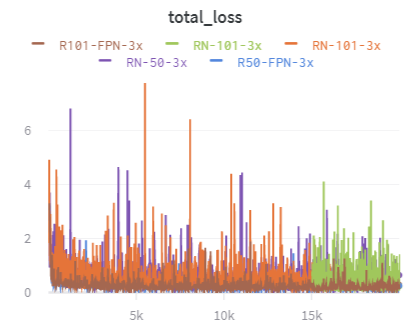 total_loss
R101-FPN-3x RN-101-3x RN-101-3x
RN-50-3x R50-FPN-3x
6
4
2
0
5k 10k 15k